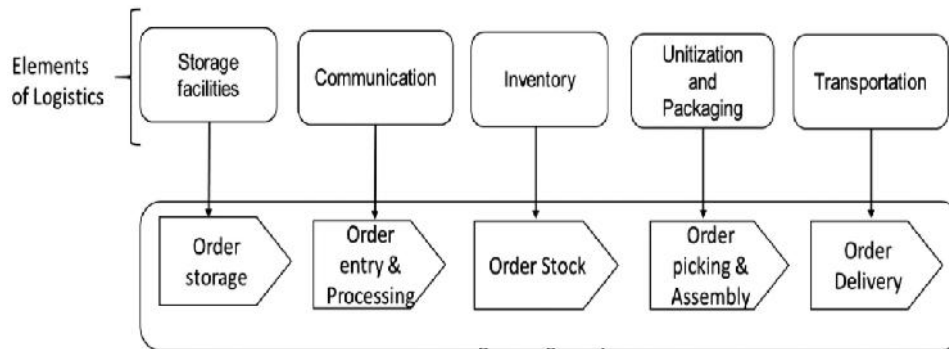 Elements
of Logistics
Storage
facilities
Communication
Inventory
Unitization
and
Packaging
Transportation
Order
storage
Order
entry &
Processing
Order Stock
Order
picking &
Assembly
Order
Delivery